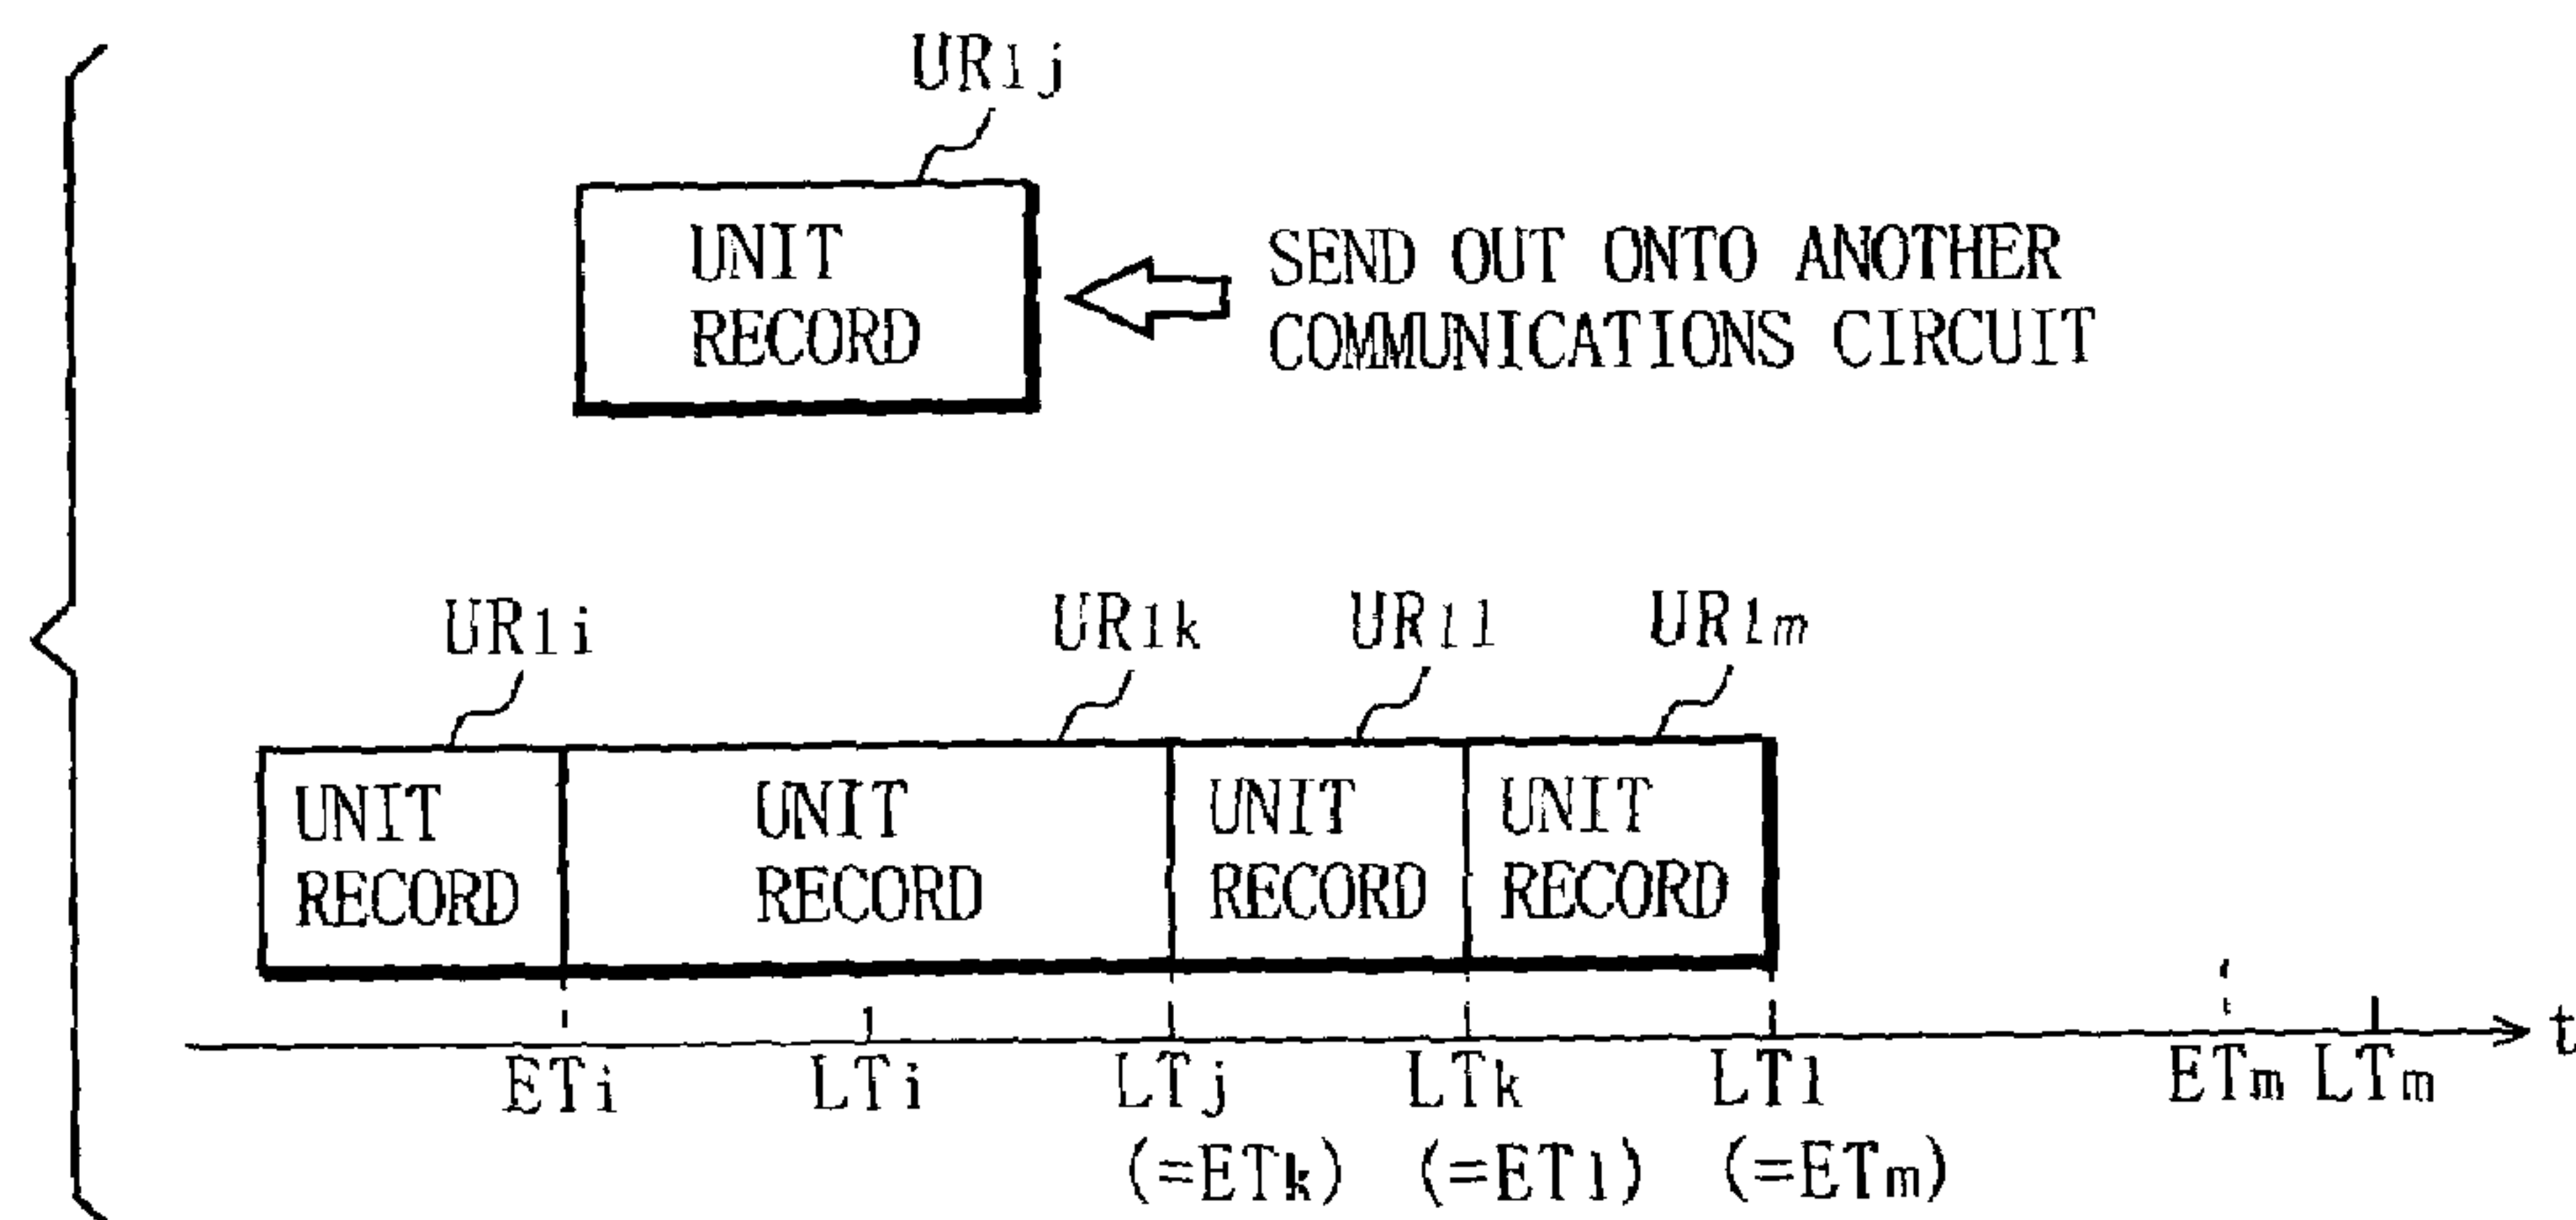 UR1j
UNIT
RECORD
SEND OUT ONTO ANOTHER
COMMUNICATIONS CIRCUIT
UR1i
UR1k
UR1l
UR1m
UNIT
RECORD
UNIT
RECORD
UNIT
RECORD
UNIT
RECORD
ETi
LTi
LTj
LTk
LTl
ETm
LTm
t
(=ETk)
(=ETl)
(=ETm)